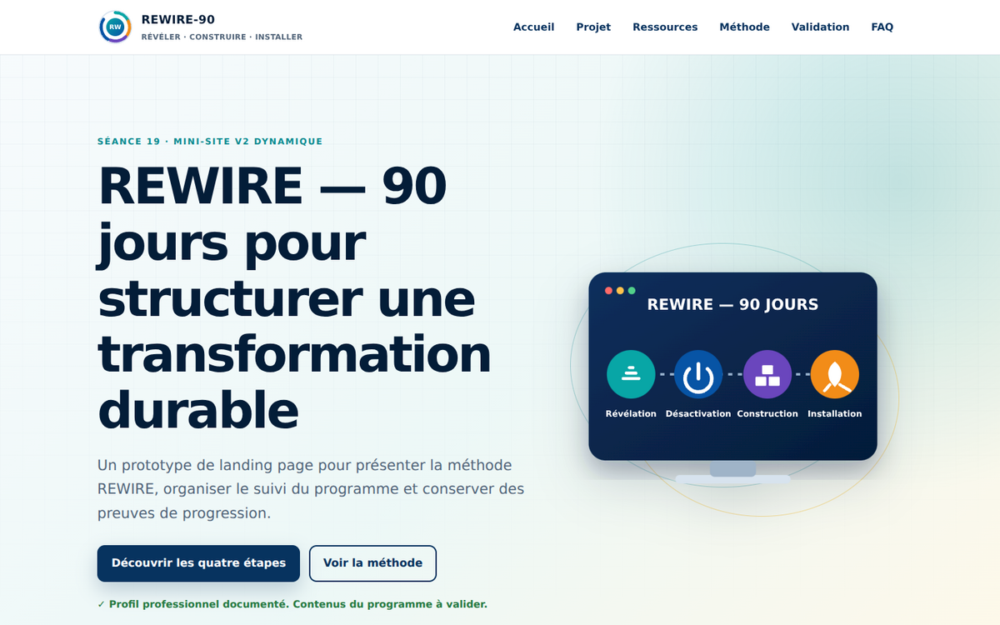 RW
REWIRE-90
RÉVÉLER · CONSTRUIRE · INSTALLER
Accueil
Projet
Ressources
Méthode
Validation
FAQ
SÉANCE 19 · MINI-SITE V2 DYNAMIQUE
REWIRE — 90
jours pour
structurer une
transformation
durable
Un prototype de landing page pour présenter la méthode
REWIRE, organiser le suivi du programme et conserver des
preuves de progression.
Découvrir les quatre étapes
Voir la méthode
✓ Profil professionnel documenté. Contenus du programme à valider.
REWIRE — 90 JOURS
Révélation
Désactivation
Construction
Installation